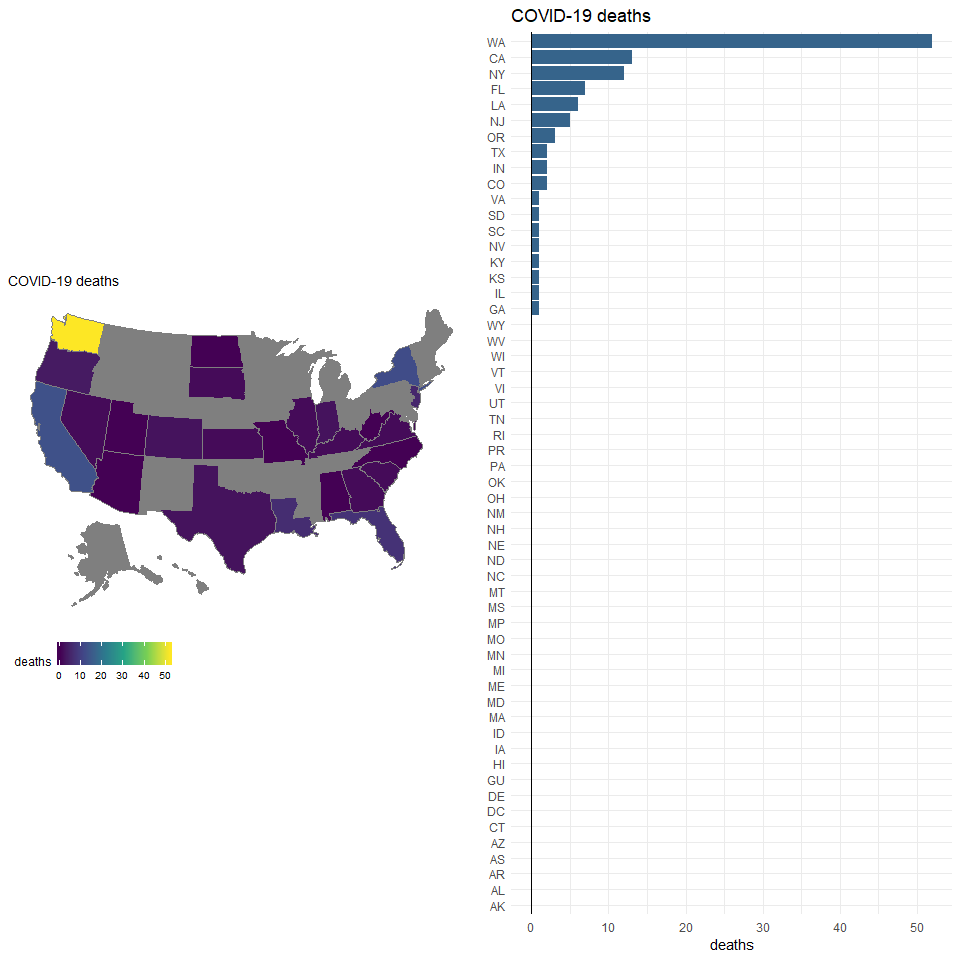 COVID-19 deaths
deaths
0 10 20 30 40 50
COVID-19 deaths
WA
CA
NY
FL
LA
NJ
OR
TX
IN
CO
VA
SD
SC
NV
KY
KS
IL
GA
WY
WV
WI
VT
VI
UT
TN
RI
PR
PA
OK
OH
NM
NH
NE
ND
NC
MT
MS
MP
MO
MN
MI
ME
MD
MA
ID
IA
HI
GU
DE
DC
CT
AZ
AS
AR
AL
AK
0 10 20 30 40 50
deaths